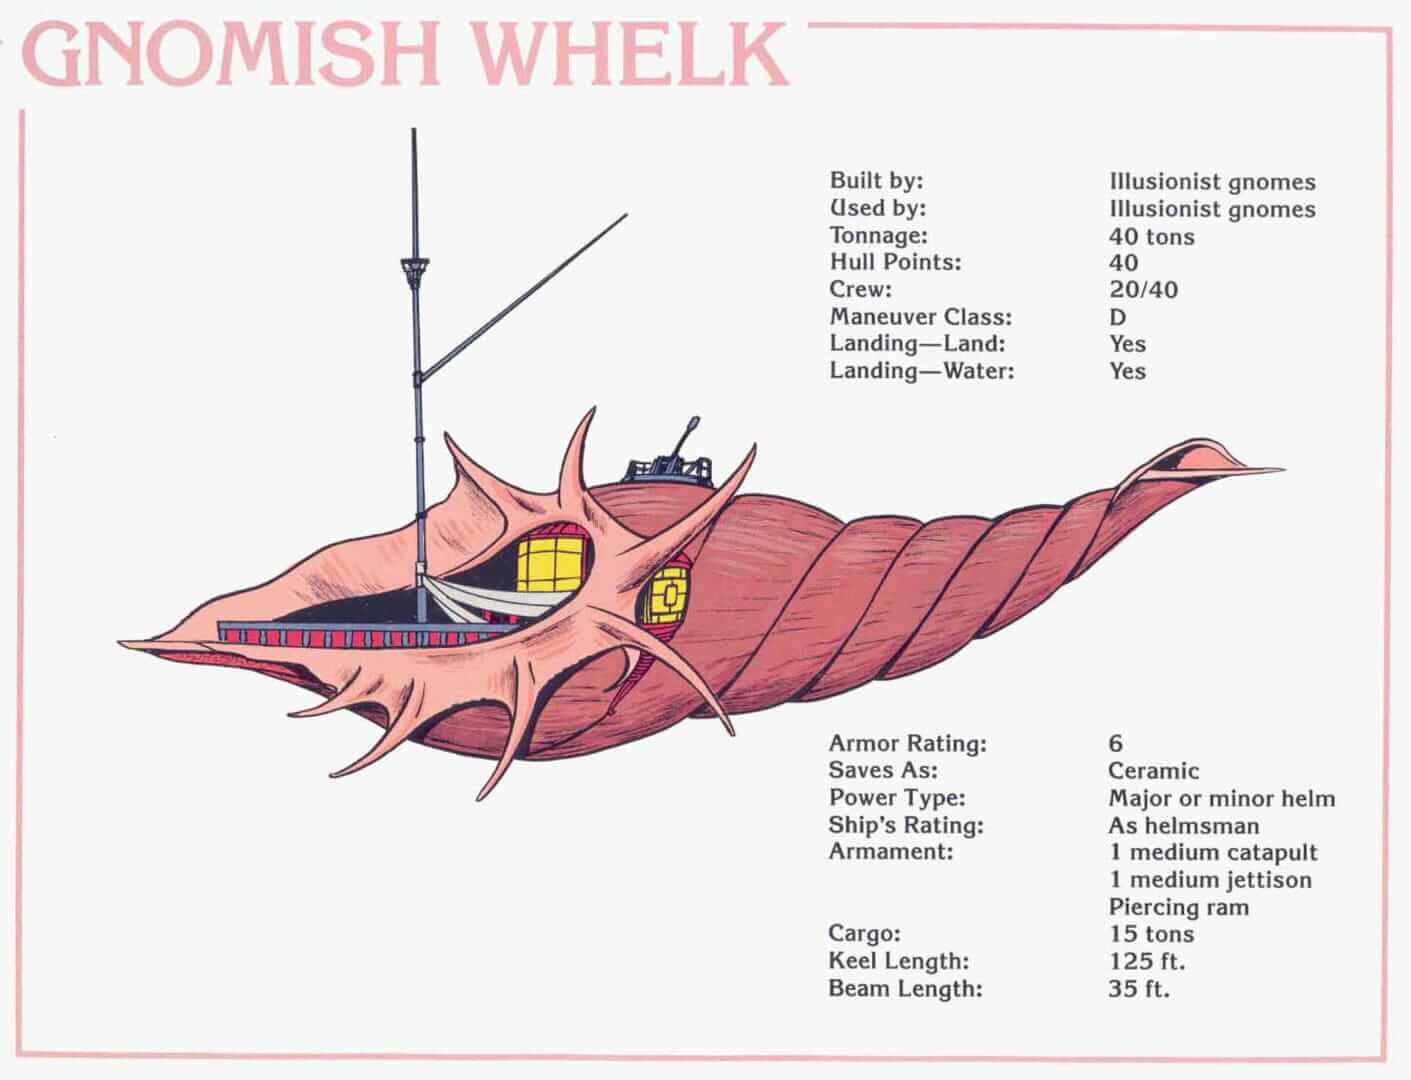 GNOMISH WHELK
Built by: Illusionist gnomes
Used by: Illusionist gnomes
Tonnage: 40 tons
Hull Points: 40
Crew: 20/40
Maneuver Class: D
Landing—Land: Yes
Landing—Water: Yes
Armor Rating: 6
Saves As: Ceramic
Power Type: Major or minor helm
Ship's Rating: As helmsman
Armament: 1 medium catapult
1 medium jettison
Piercing ram
Cargo: 15 tons
Keel Length: 125 ft.
Beam Length: 35 ft.